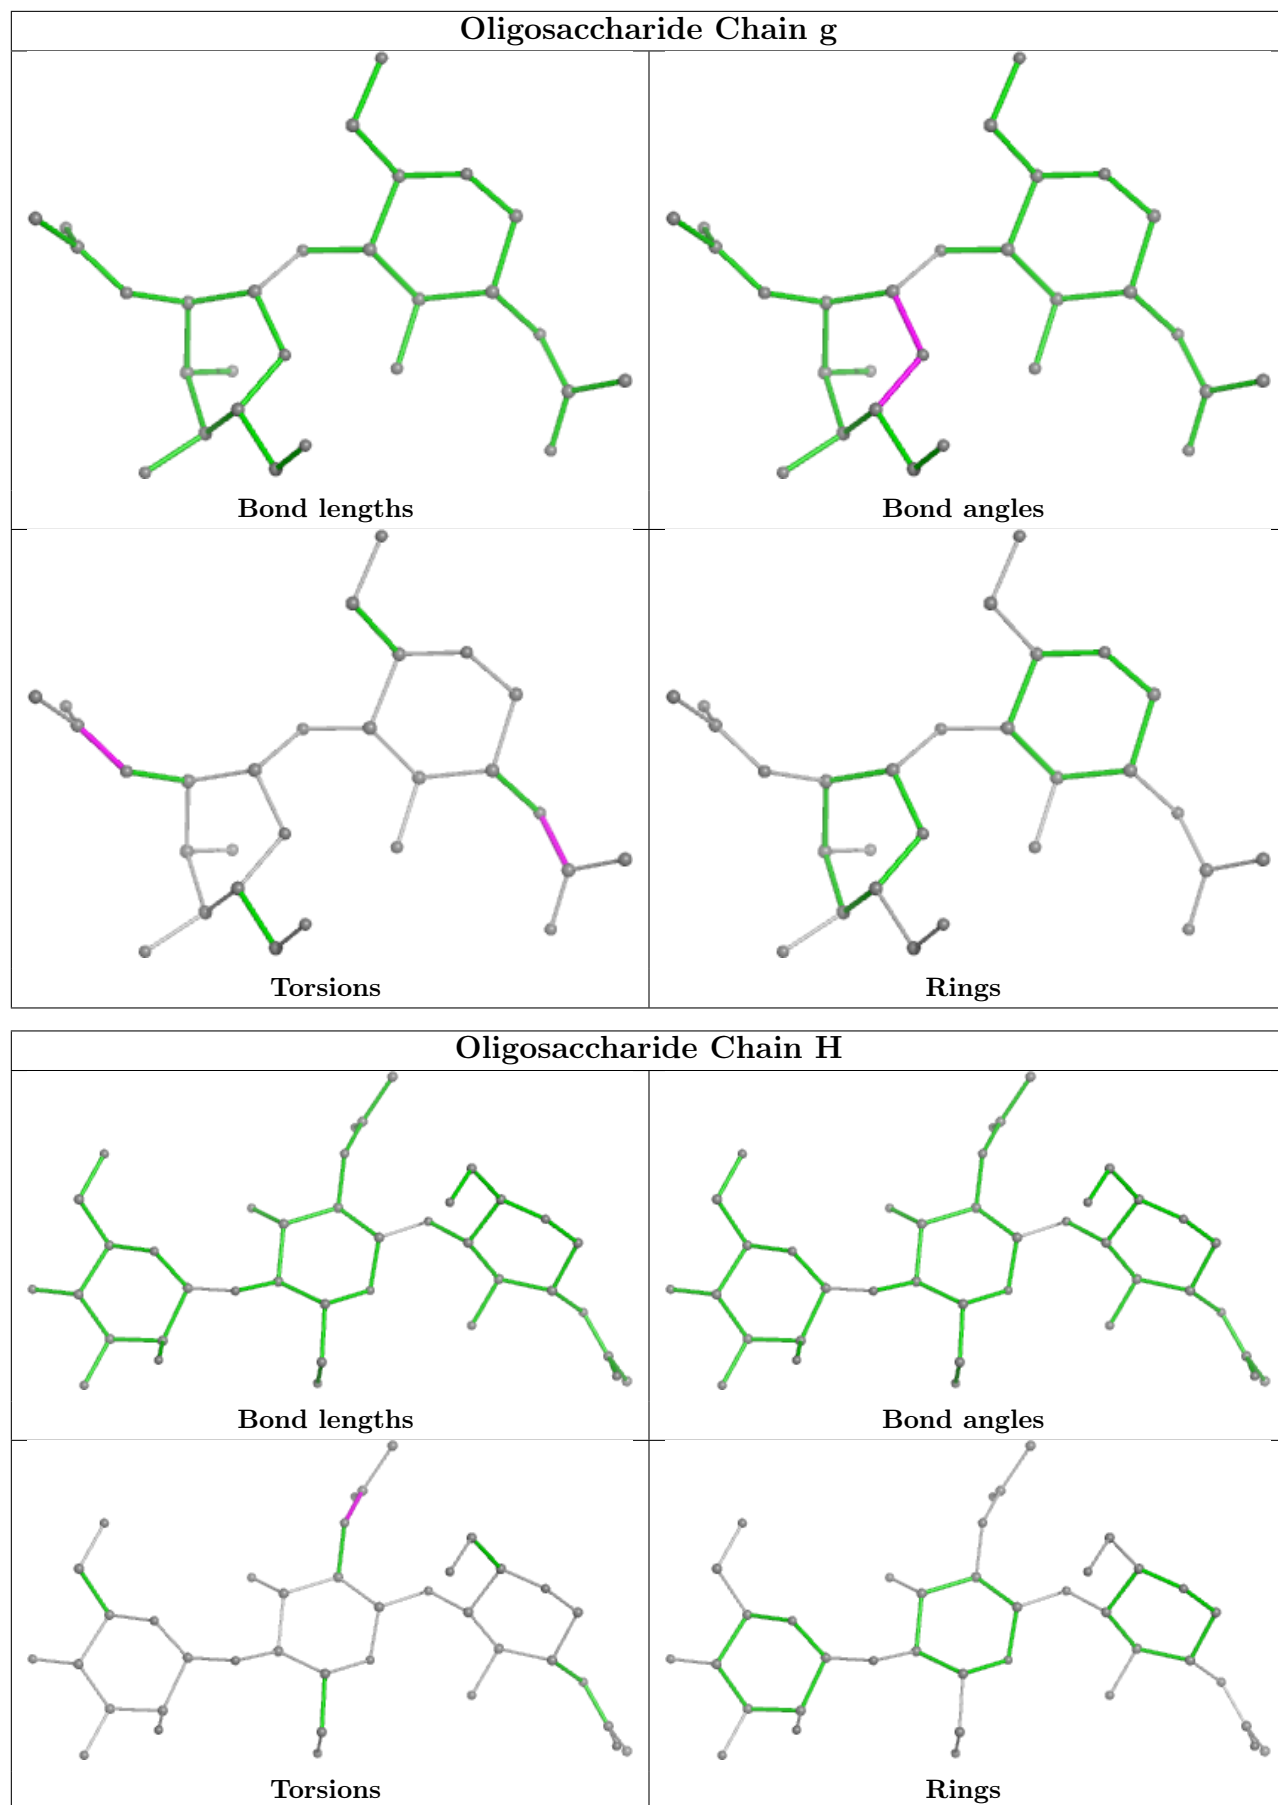 Oligosaccharide Chain g
Bond lengths
Bond angles
Torsions
Rings
Oligosaccharide Chain H
Bond lengths
Bond angles
Torsions
Rings